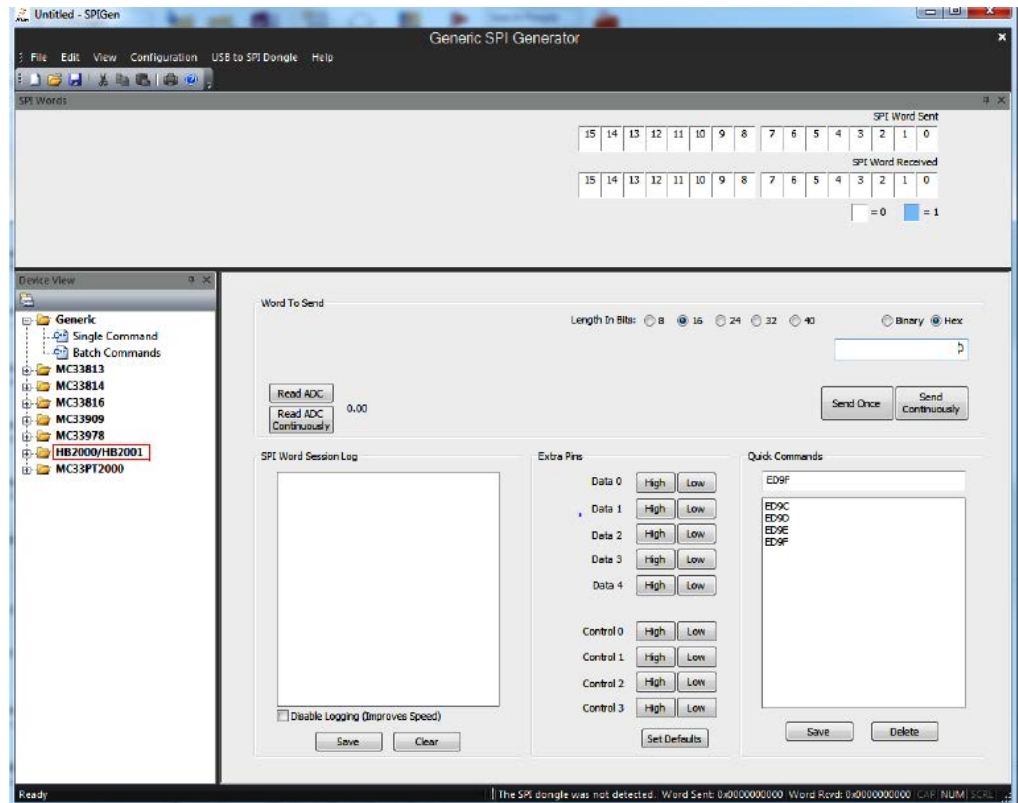 Untitled - SPIGen
Generic SPI Generator
File Edit View Configuration USB to SPI Dongle Help
SPI Words
SPI Word Sent
15 14 13 12 11 10 9 8 7 6 5 4 3 2 1 0
SPI Word Received
15 14 13 12 11 10 9 8 7 6 5 4 3 2 1 0
= 0 = 1
Device View
Generic
Single Command
Batch Commands
MC33813
MC33814
MC33816
MC33909
MC33978
HB2000/HB2001
MC33PT2000
Word To Send
Length In Bits: 8 16 24 32 40 Binary Hex
Read ADC
Read ADC Continuously
0.00
Send Once
Send Continuously
SPI Word Session Log
Disable Logging (Improves Speed)
Save Clear
Extra Pins
Data 0 High Low
Data 1 High Low
Data 2 High Low
Data 3 High Low
Data 4 High Low
Control 0 High Low
Control 1 High Low
Control 2 High Low
Control 3 High Low
Set Defaults
Quick Commands
ED9F
ED9C
ED9D
ED9E
ED9F
Save Delete
Ready
The SPI dongle was not detected. Word Sent: 0x0000000000 Word Rcvd: 0x0000000000 CAP NUM SCRL